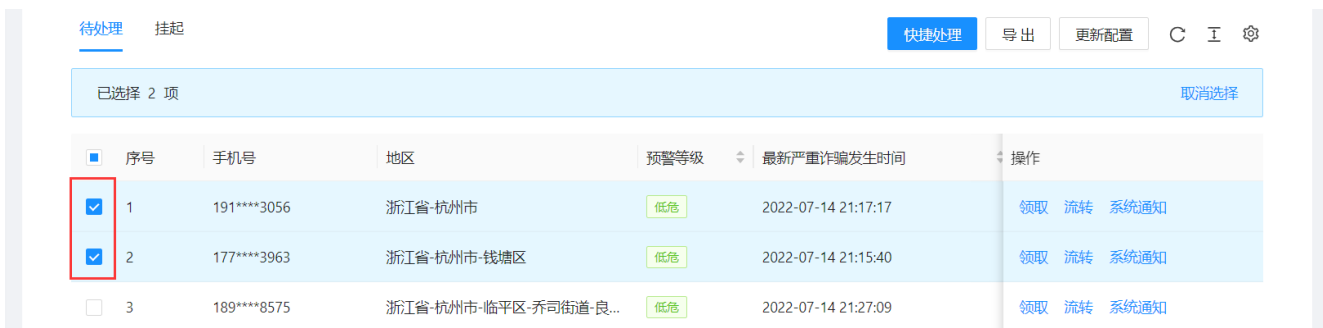 待处理 挂起 快捷处理 导出 更新配置
已选择 2 项 取消选择
序号 手机号 地区 预警等级 最新严重诈骗发生时间 操作
1 191****3056 浙江省-杭州市 低危 2022-07-14 21:17:17 领取 流转 系统通知
2 177****3963 浙江省-杭州市-钱塘区 低危 2022-07-14 21:15:40 领取 流转 系统通知
3 189****8575 浙江省-杭州市-临平区-乔司街道-良... 低危 2022-07-14 21:27:09 领取 流转 系统通知